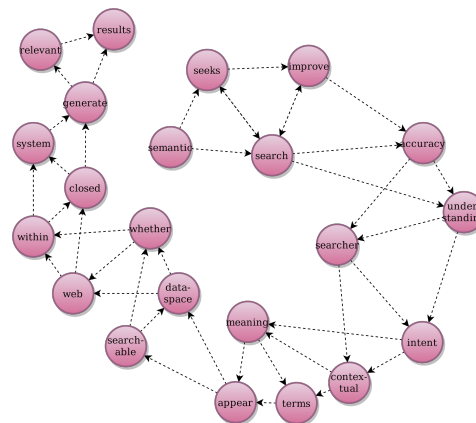 results
relevant
seeks
improve
generate
system
semantic
search
accuracy
closed
under
standing
within
whether
searcher
web
data-
space
meaning
search-
able
intent
contex-
tual
appear
terms